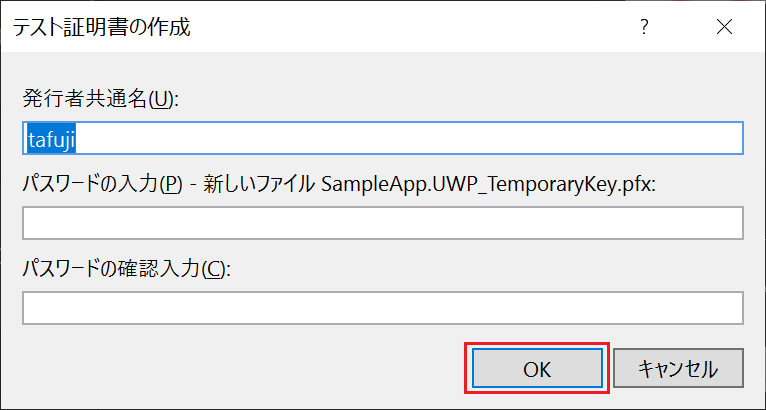 テスト証明書の作成
?
発行者共通名(U):
tafuji
パスワードの入力(P) - 新しいファイル SampleApp.UWP_TemporaryKey.pfx:
パスワードの確認入力(C):
OK
キャンセル